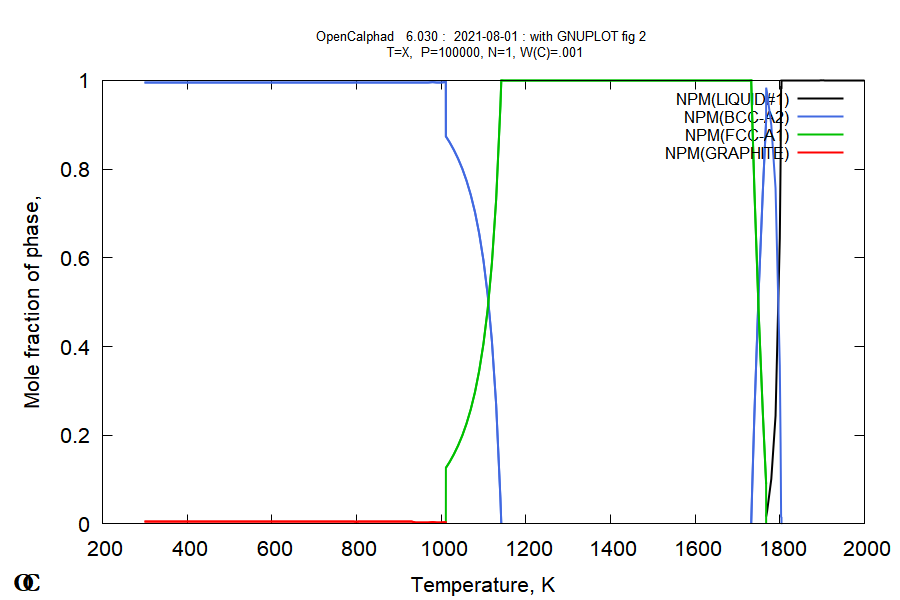 OpenCalphad 6.030 : 2021-08-01 : with GNUPLOT fig 2
T=X, P=100000, N=1, W(C)=.001
NPM(LIQUID#1)
NPM(BCC-A2)
NPM(FCC-A1)
NPM(GRAPHITE)
1
0.8
0.6
0.4
0.2
0
Mole fraction of phase,
200 400 600 800 1000 1200 1400 1600 1800 2000
Temperature, K
OC